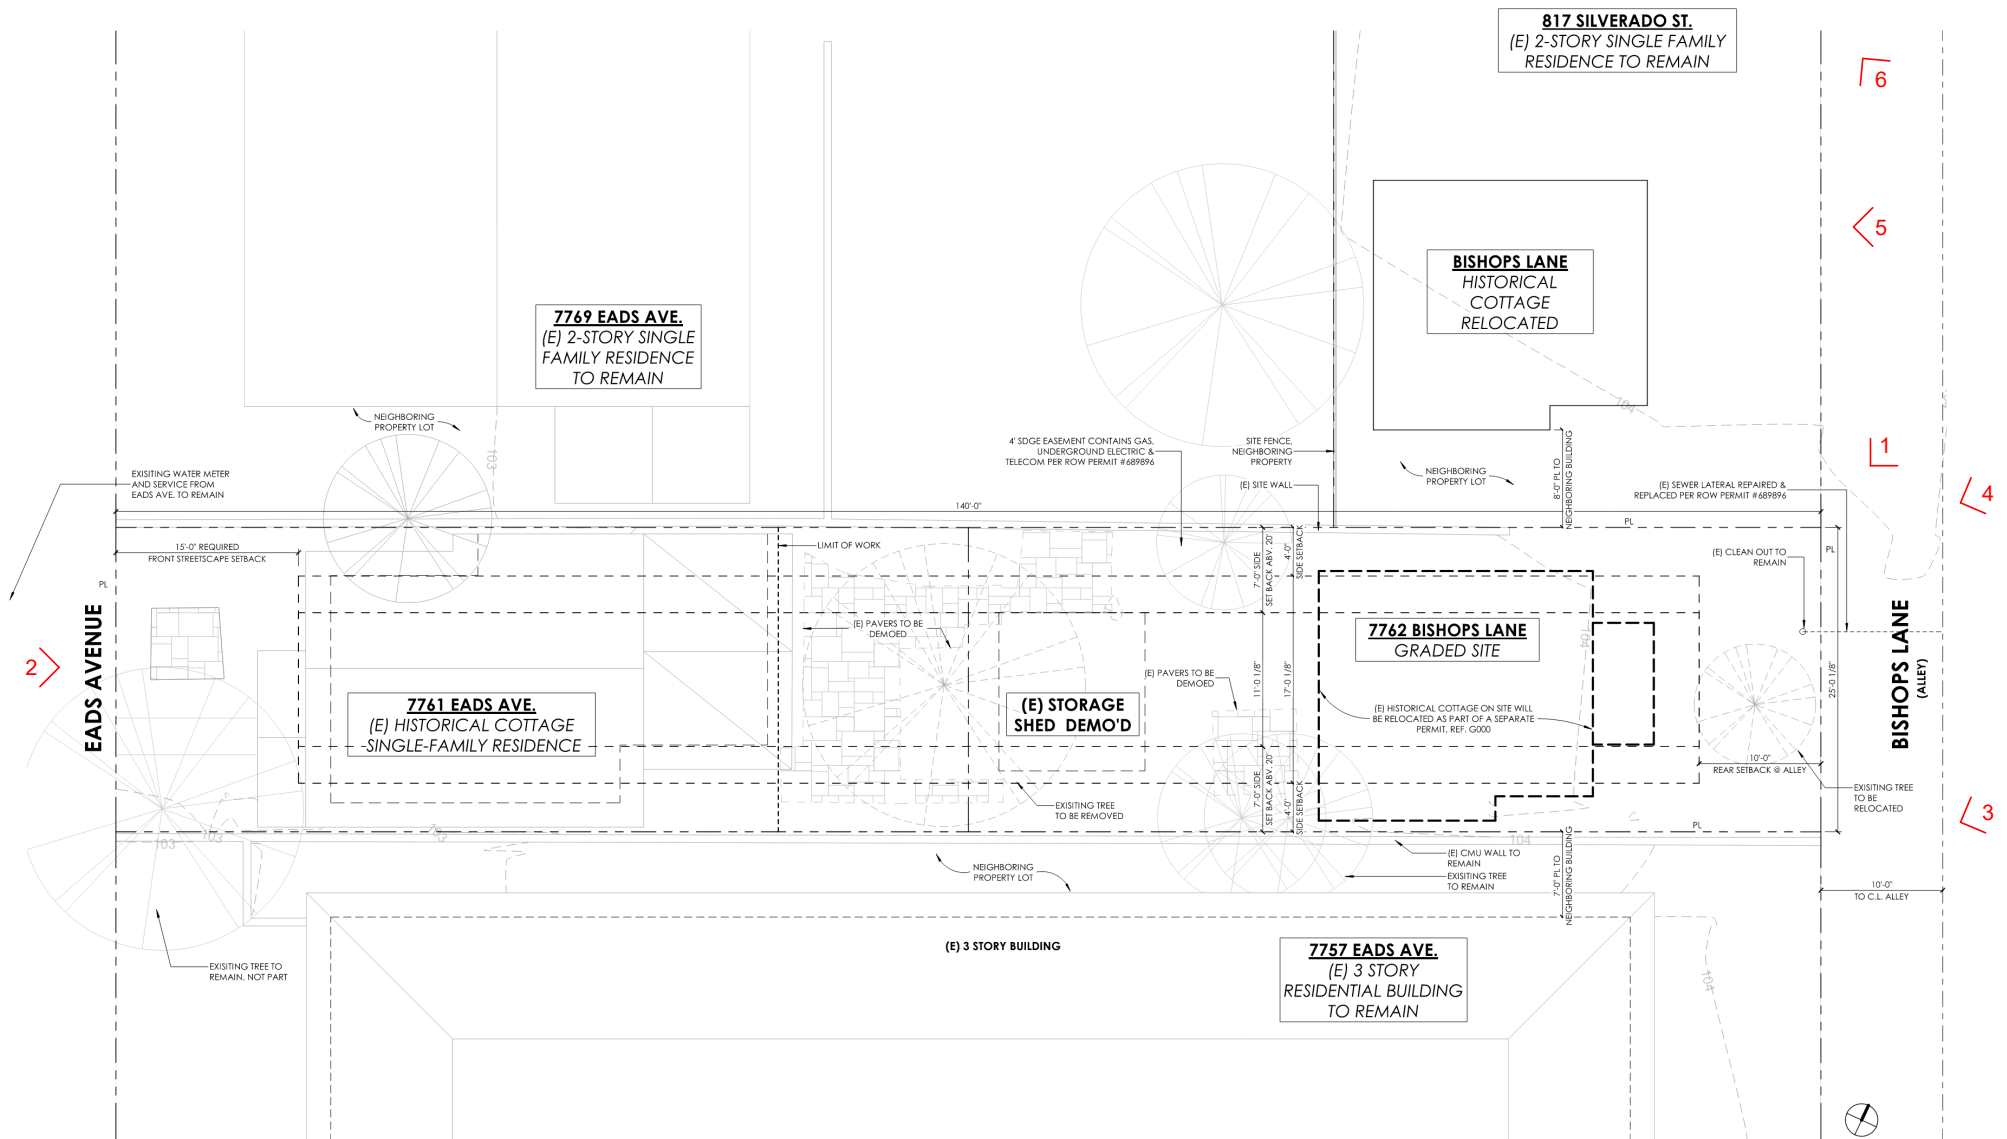 817 SILVERADO ST.
(E) 2-STORY SINGLE FAMILY
RESIDENCE TO REMAIN
6
5
BISHOPS LANE
HISTORICAL
COTTAGE
RELOCATED
7769 EADS AVE.
(E) 2-STORY SINGLE
FAMILY RESIDENCE
TO REMAIN
104
NEIGHBORING
PROPERTY LOT
103
4' SDGE EASEMENT CONTAINS GAS,
UNDERGROUND ELECTRIC &
TELECOM PER ROW PERMIT #689896
SITE FENCE,
NEIGHBORING
PROPERTY
1
EXISITING WATER METER
AND SERVICE FROM
EADS AVE. TO REMAIN
NEIGHBORING
PROPERTY LOT
8'-0" PL TO
NEIGHBORING BUILDING
(E) SITE WALL
(E) SEWER LATERAL REPAIRED &
REPLACED PER ROW PERMIT #689896
4
140'-0"
PL
15'-0" REQUIRED
FRONT STREETSCAPE SETBACK
LIMIT OF WORK
7'-0" SIDE
SET BACK ABV. 20'
4'-0"
SIDE SETBACK
(E) CLEAN OUT TO
REMAIN
PL
PL
EADS AVENUE
2
(E) PAVERS TO BE
DEMOED
7762 BISHOPS LANE
GRADED SITE
104
BISHOPS LANE
(ALLEY)
25'-0 1/8"
11'-0 1/8"
17'-0 1/8"
(E) PAVERS TO BE
DEMOED
7761 EADS AVE.
(E) HISTORICAL COTTAGE
SINGLE-FAMILY RESIDENCE
(E) STORAGE
SHED DEMO'D
(E) HISTORICAL COTTAGE ON SITE WILL
BE RELOCATED AS PART OF A SEPARATE
PERMIT, REF. G000
10'-0"
REAR SETBACK @ ALLEY
7'-0" SIDE
SET BACK ABV. 20'
4'-0"
SIDE SETBACK
EXISITING TREE
TO BE REMOVED
EXISITING TREE
TO BE
RELOCATED
3
PL
103
103
103
104
(E) CMU WALL TO
REMAIN
EXISITING TREE
TO REMAIN
7'-0" PL TO
NEIGHBORING BUILDING
NEIGHBORING
PROPERTY LOT
10'-0"
TO C.L. ALLEY
(E) 3 STORY BUILDING
7757 EADS AVE.
(E) 3 STORY
RESIDENTIAL BUILDING
TO REMAIN
EXISITING TREE TO
REMAIN. NOT PART
104